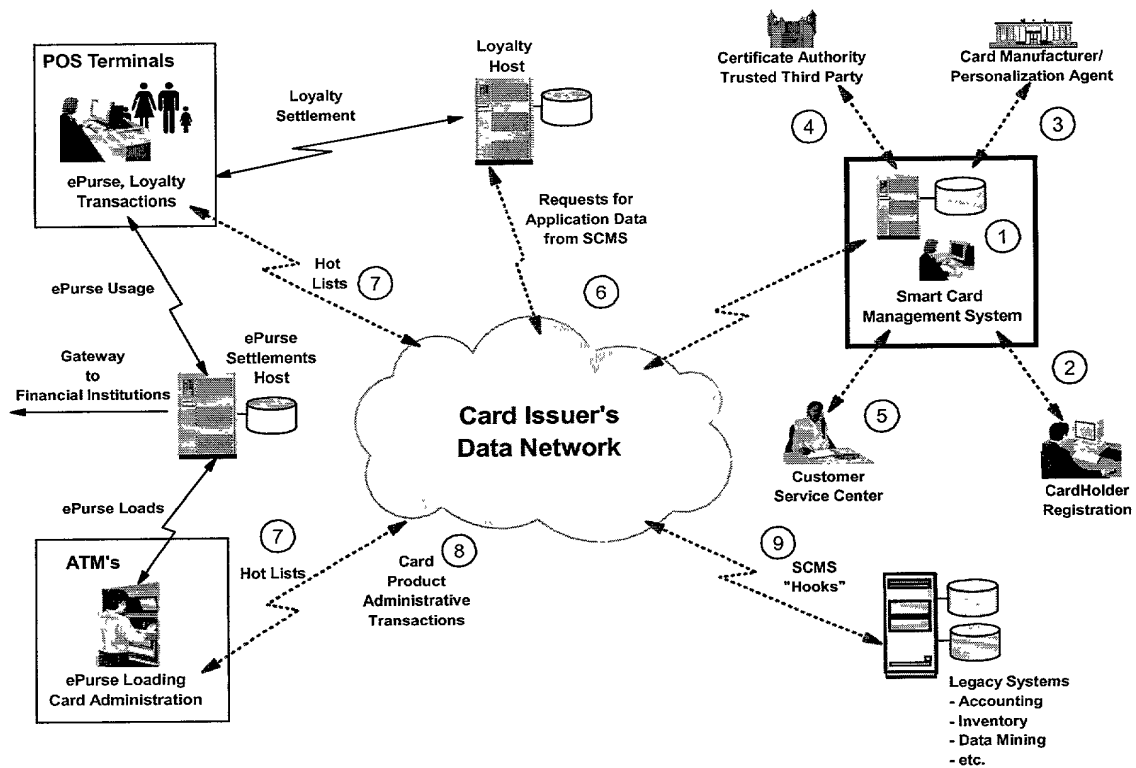 POS Terminals
ePurse, Loyalty
Transactions
Loyalty
Settlement
Loyalty
Host
Certificate Authority
Trusted Third Party
Card Manufacturer/
Personalization Agent
4
3
Requests for
Application Data
from SCMS
1
Smart Card
Management System
Hot
Lists
7
6
ePurse Usage
ePurse
Settlements
Host
Gateway
to
Financial Institutions
Card Issuer's
Data Network
2
5
Customer
Service Center
CardHolder
Registration
ePurse Loads
ATM's
7
Hot Lists
ePurse Loading
Card Administration
8
Card
Product
Administrative
Transactions
9
SCMS
"Hooks"
Legacy Systems
- Accounting
- Inventory
- Data Mining
- etc.